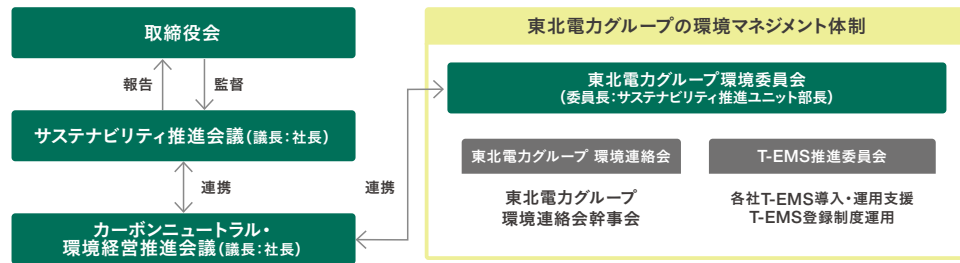 取締役会
報告
監督
サステナビリティ推進会議(議長:社長)
連携
カーボンニュートラル・
環境経営推進会議(議長:社長)
連携
東北電力グループの環境マネジメント体制
東北電力グループ環境委員会
(委員長:サステナビリティ推進ユニット部長)
東北電力グループ 環境連絡会
東北電力グループ
環境連絡会幹事会
T-EMS推進委員会
各社T-EMS導入・運用支援
T-EMS登録制度運用